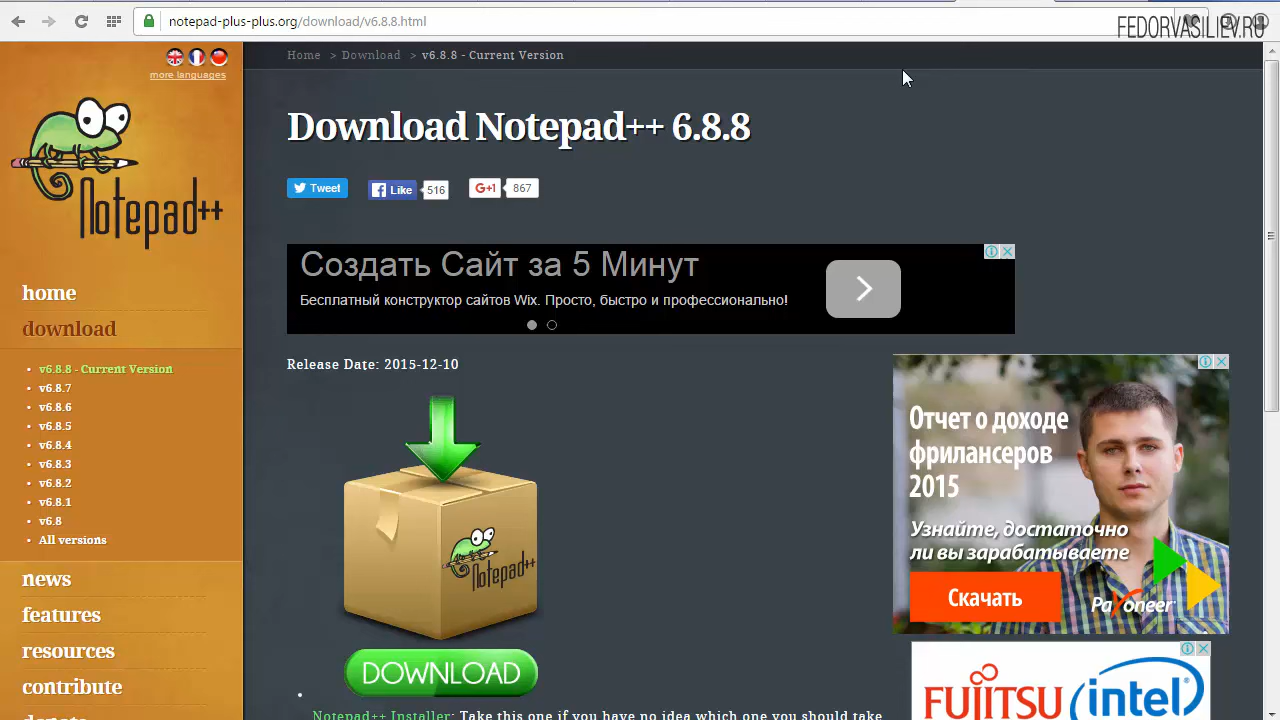 notepad-plus-plus.org/download/v6.8.8.html
FEDORVASILIEV.RU
more languages
Notepad++
home
download
v6.8.8 - Current Version
v6.8.7
v6.8.6
v6.8.5
v6.8.4
v6.8.3
v6.8.2
v6.8.1
v6.8
All versions
news
features
resources
contribute
donate
Home > Download > v6.8.8 - Current Version
Download Notepad++ 6.8.8
Tweet Like 516 G+1 867
Создать Сайт за 5 Минут
Бесплатный конструктор сайтов Wix. Просто, быстро и профессионально!
Release Date: 2015-12-10
Notepad++
DOWNLOAD
Notepad++ Installer: Take this one if you have no idea which one you should take
Отчет о доходе
фрилансеров
2015
Узнайте, достаточно
ли вы зарабатываете
Скачать
Payoneer
FUJITSU
intel